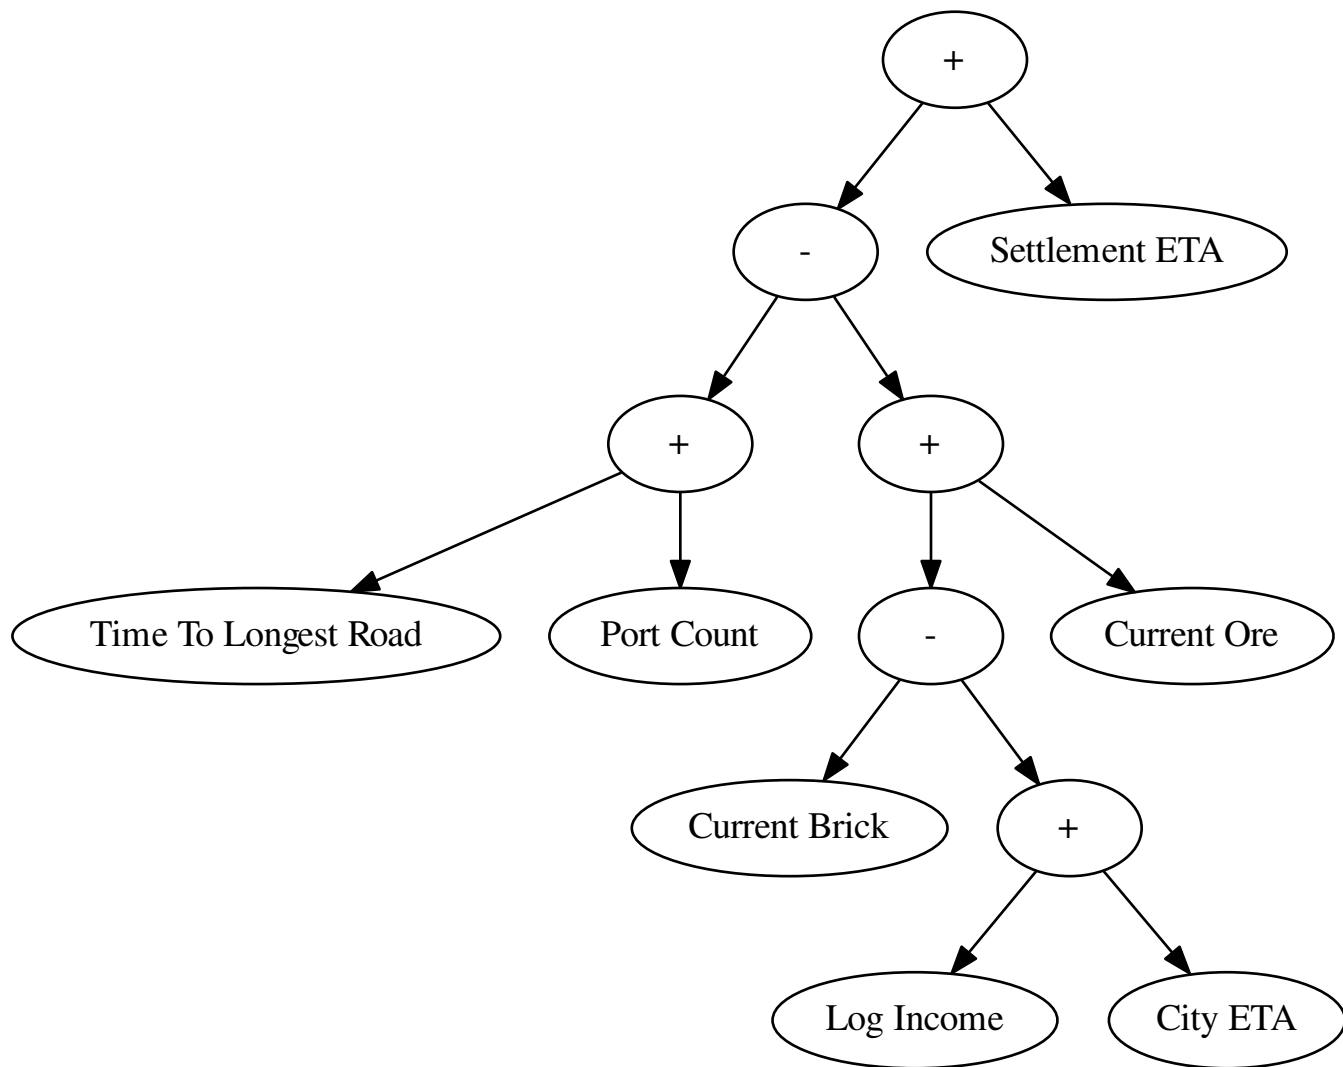 +
-
Settlement ETA
+
+
Time To Longest Road
Port Count
-
Current Ore
Current Brick
+
Log Income
City ETA